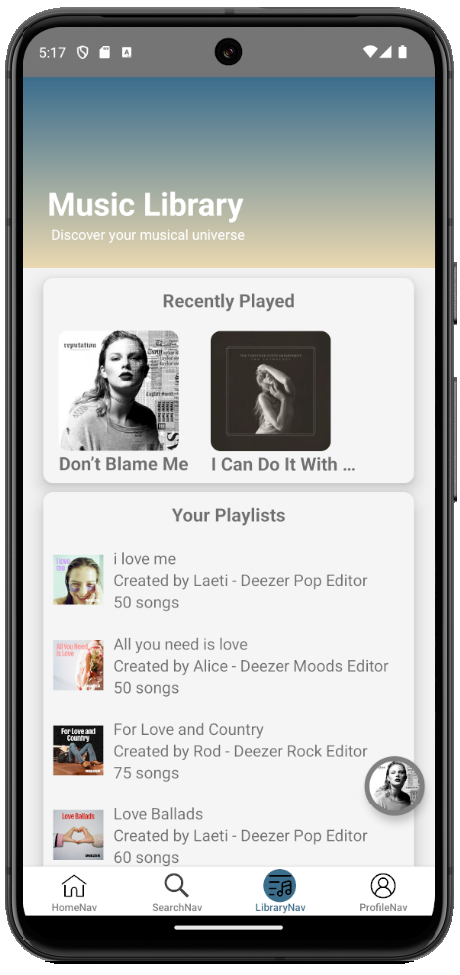 5:17
A
Music Library
Discover your musical universe
Recently Played
reputation
Don't Blame Me
I Can Do It With ...
Your Playlists
i love me
Created by Laeti - Deezer Pop Editor
50 songs
All You Need
Is Love
All you need is love
Created by Alice - Deezer Moods Editor
50 songs
For Love and
Country
For Love and Country
Created by Rod - Deezer Rock Editor
75 songs
Love Ballads
Love Ballads
Created by Laeti - Deezer Pop Editor
60 songs
HomeNav
SearchNav
LibraryNav
ProfileNav